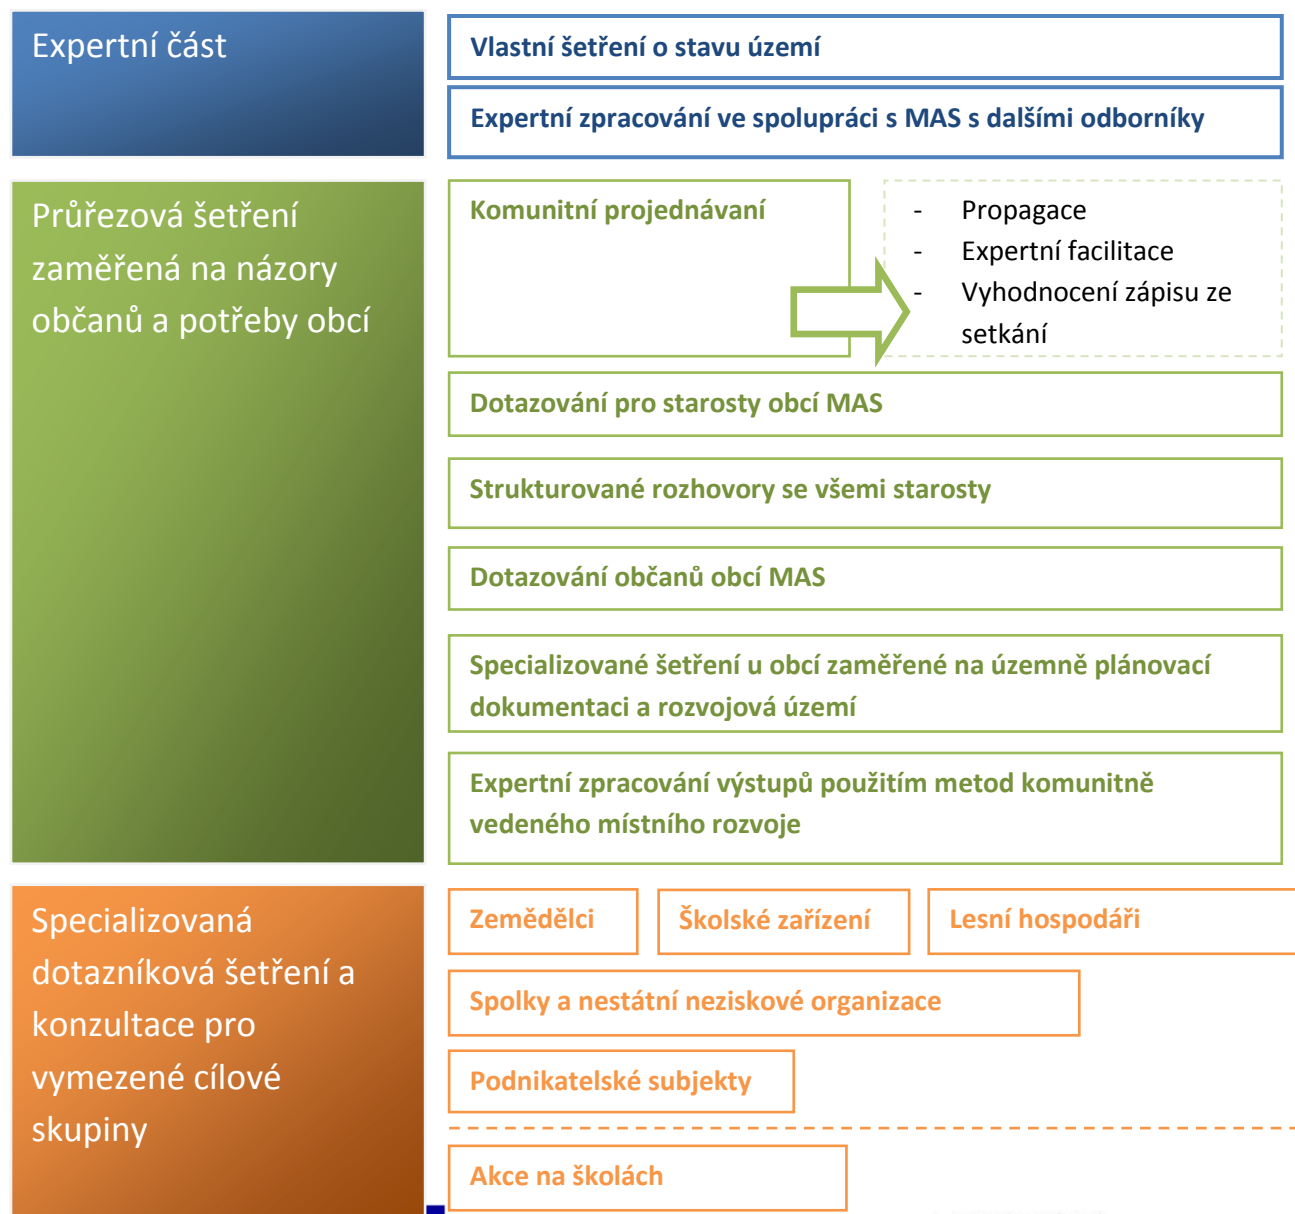 Expertní část
Vlastní šetření o stavu území
Expertní zpracování ve spolupráci s MAS s dalšími odborníky
Průřezová šetření
zaměřená na názory
občanů a potřeby obcí
Komunitní projednávaní
- Propagace
- Expertní facilitace
- Vyhodnocení zápisu ze
setkání
Dotazování pro starosty obcí MAS
Strukturované rozhovory se všemi starosty
Dotazování občanů obcí MAS
Specializované šetření u obcí zaměřené na územně plánovací
dokumentaci a rozvojová území
Expertní zpracování výstupů použitím metod komunitně
vedeného místního rozvoje
Specializovaná
dotazníková šetření a
konzultace pro
vymezené cílové
skupiny
Zemědělci
Školské zařízení
Lesní hospodáři
Spolky a nestátní neziskové organizace
Podnikatelské subjekty
Akce na školách